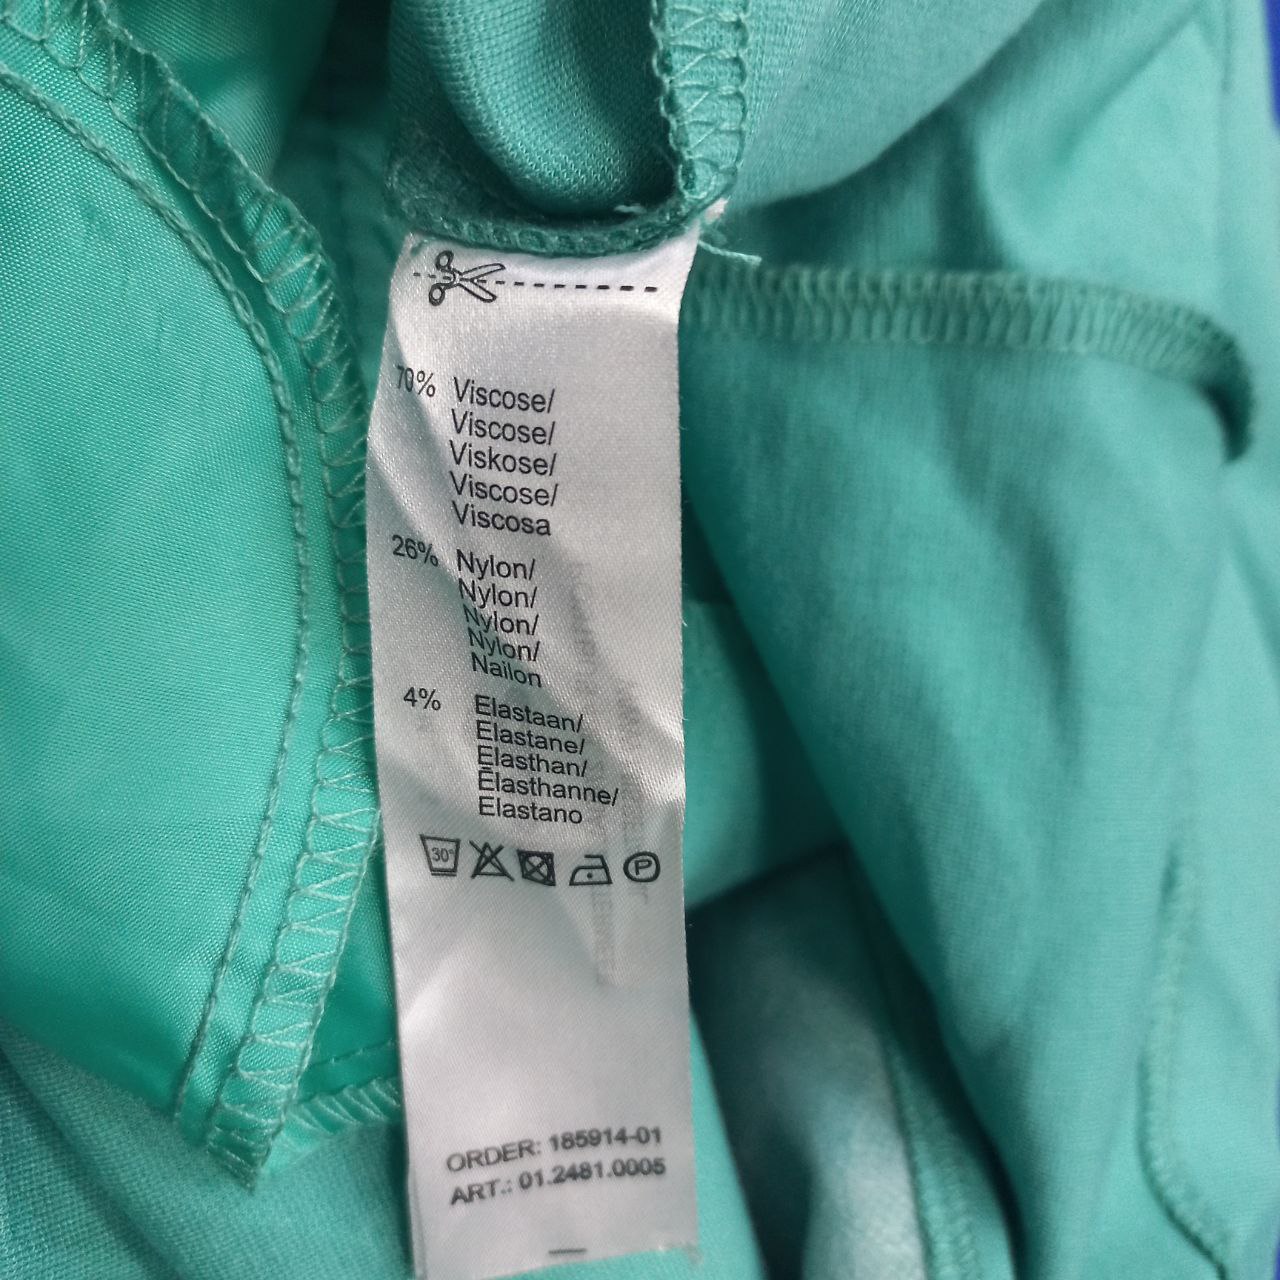 70% Viscose/
Viscose/
Viskose/
Viscose/
Viscosa
26% Nylon/
Nylon/
Nylon/
Nylon/
Nailon
4% Elastaan/
Elastane/
Elasthan/
Élasthanne/
Elastano
30° P
ORDER: 185914-01
ART.: 01.2481.0005